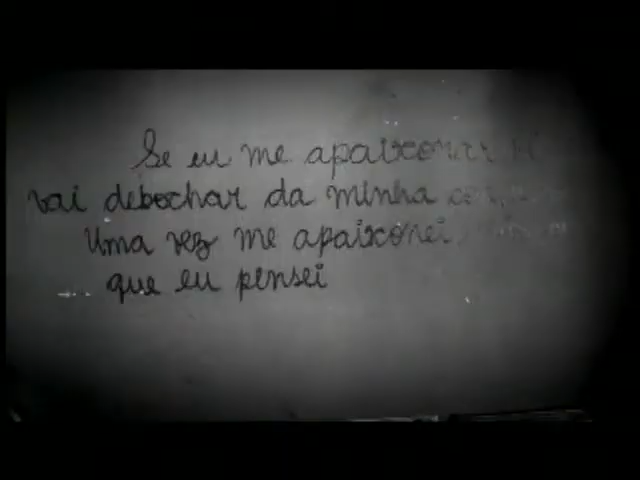 Se eu me apaixonar
vai debochar da minha
Uma vez me apaixonei
que eu pensei